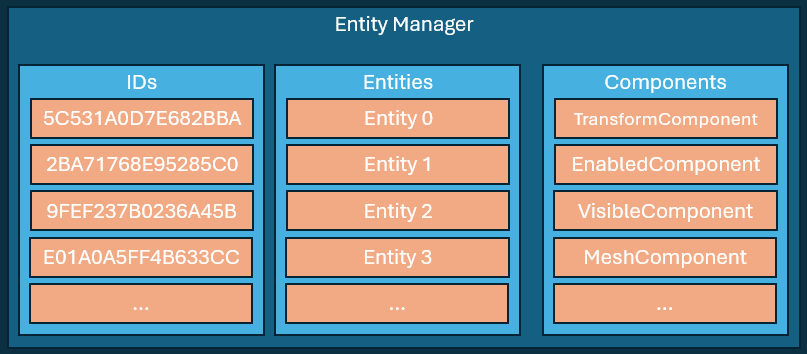 Entity Manager
IDs
5C531A0D7E682BBA
2BA71768E95285C0
9FEF237B0236A45B
E01A0A5FF4B633CC
...
Entities
Entity 0
Entity 1
Entity 2
Entity 3
...
Components
TransformComponent
EnabledComponent
VisibleComponent
MeshComponent
...